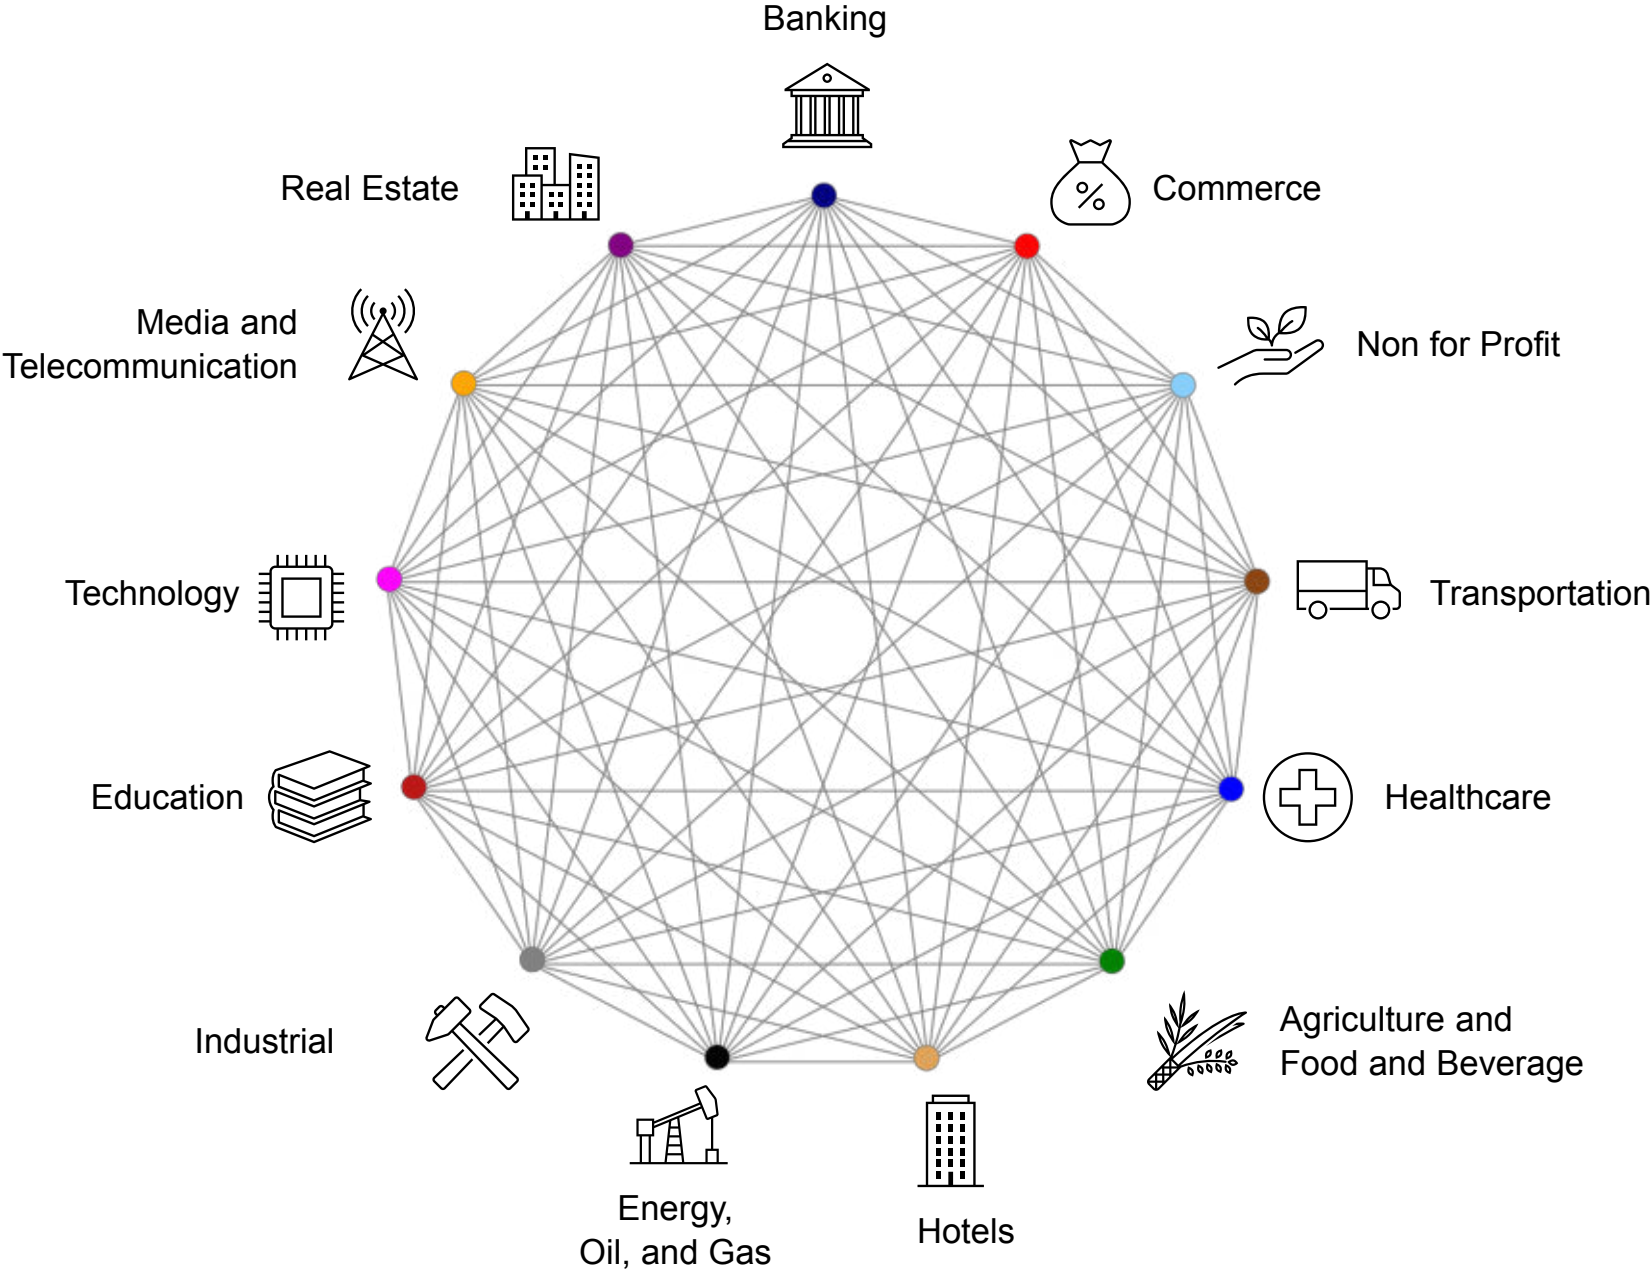 Banking
Real Estate
Commerce
Media and
Telecommunication
Non for Profit
Technology
Transportation
Education
Healthcare
Industrial
Agriculture and
Food and Beverage
Energy,
Oil, and Gas
Hotels